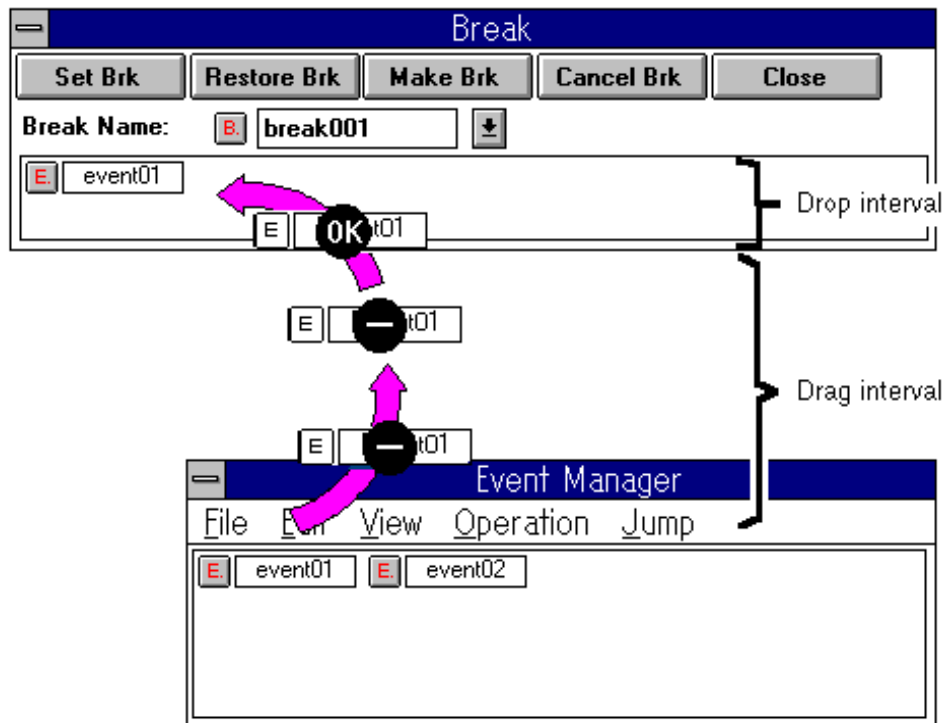 Break
Set Brk Restore Brk Make Brk Cancel Brk Close
Break Name: B. break001
E. event01
Drop interval
E OK t01
E t01
Drag interval
E t01
Event Manager
File View Operation Jump
E. event01 E. event02